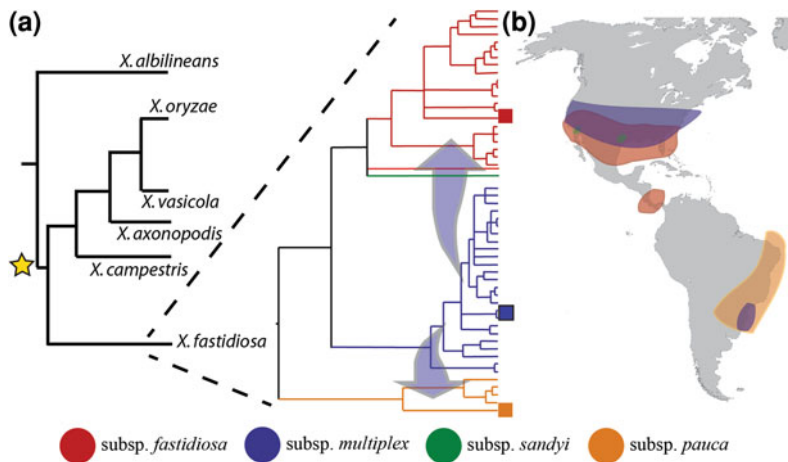 (a)
X. albilineans
X. oryzae
X. vasicola
X. axonopodis
X. campestris
X. fastidiosa
(b)
subsp. fastidiosa
subsp. multiplex
subsp. sandyi
subsp. pauca